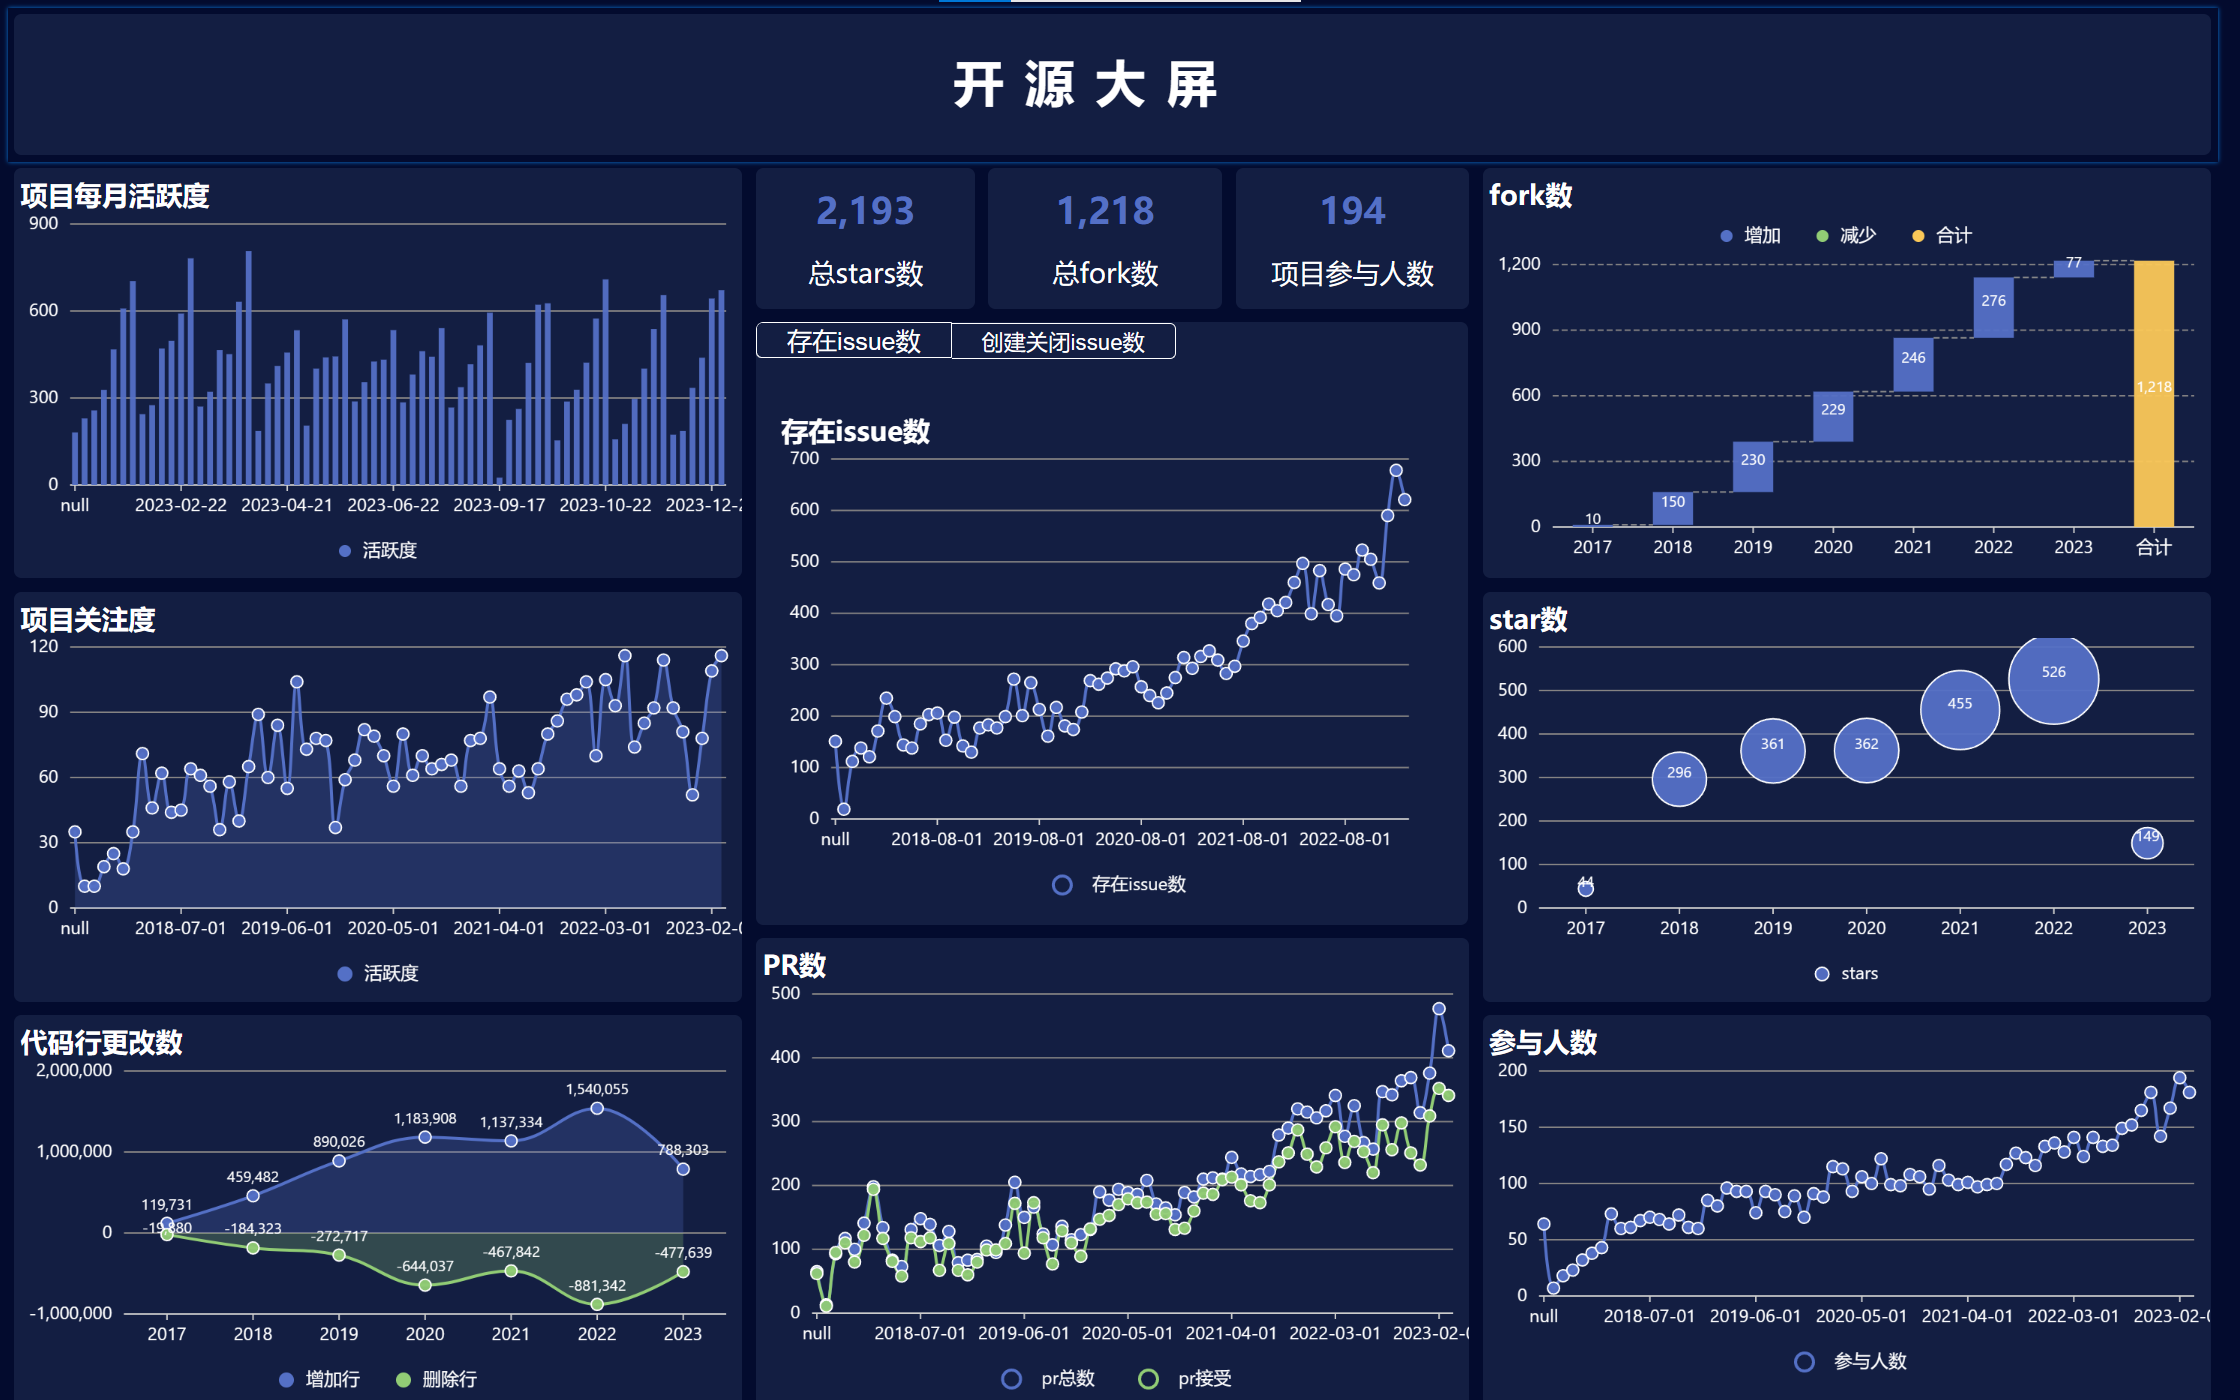 开源大屏
项目每月活跃度
900
600
300
0
null 2023-02-22 2023-04-21 2023-06-22 2023-09-17 2023-10-22 2023-12-2
活跃度
项目关注度
120
90
60
30
0
null 2018-07-01 2019-06-01 2020-05-01 2021-04-01 2022-03-01 2023-02-0
活跃度
代码行更改数
2,000,000
1,000,000
0
-1,000,000
119,731
459,482
890,026
1,183,908
1,137,334
1,540,055
788,303
-19,880
-184,323
-272,717
-644,037
-467,842
-881,342
-477,639
2017 2018 2019 2020 2021 2022 2023
增加行 删除行
2,193
总stars数
1,218
总fork数
194
项目参与人数
存在issue数 创建关闭issue数
存在issue数
700
600
500
400
300
200
100
0
null 2018-08-01 2019-08-01 2020-08-01 2021-08-01 2022-08-01
存在issue数
PR数
500
400
300
200
100
0
null 2018-07-01 2019-06-01 2020-05-01 2021-04-01 2022-03-01 2023-02-0
pr总数 pr接受
fork数
增加 减少 合计
1,200
900
600
300
0
10
150
230
229
246
276
77
1,218
2017 2018 2019 2020 2021 2022 2023 合计
star数
600
500
400
300
200
100
0
44
296
361
362
455
526
149
2017 2018 2019 2020 2021 2022 2023
stars
参与人数
200
150
100
50
0
null 2018-07-01 2019-06-01 2020-05-01 2021-04-01 2022-03-01 2023-02-0
参与人数